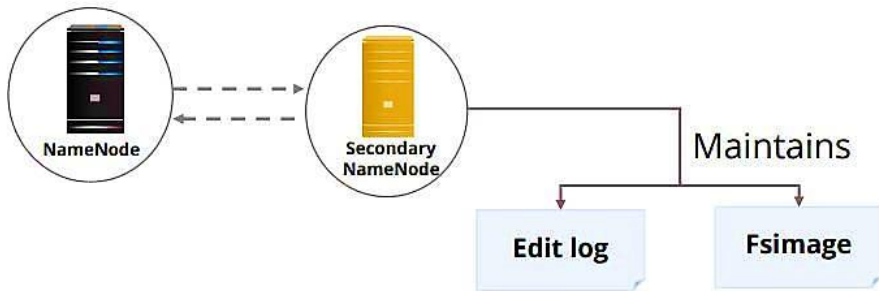 NameNode
Secondary
NameNode
Maintains
Edit log
Fsimage